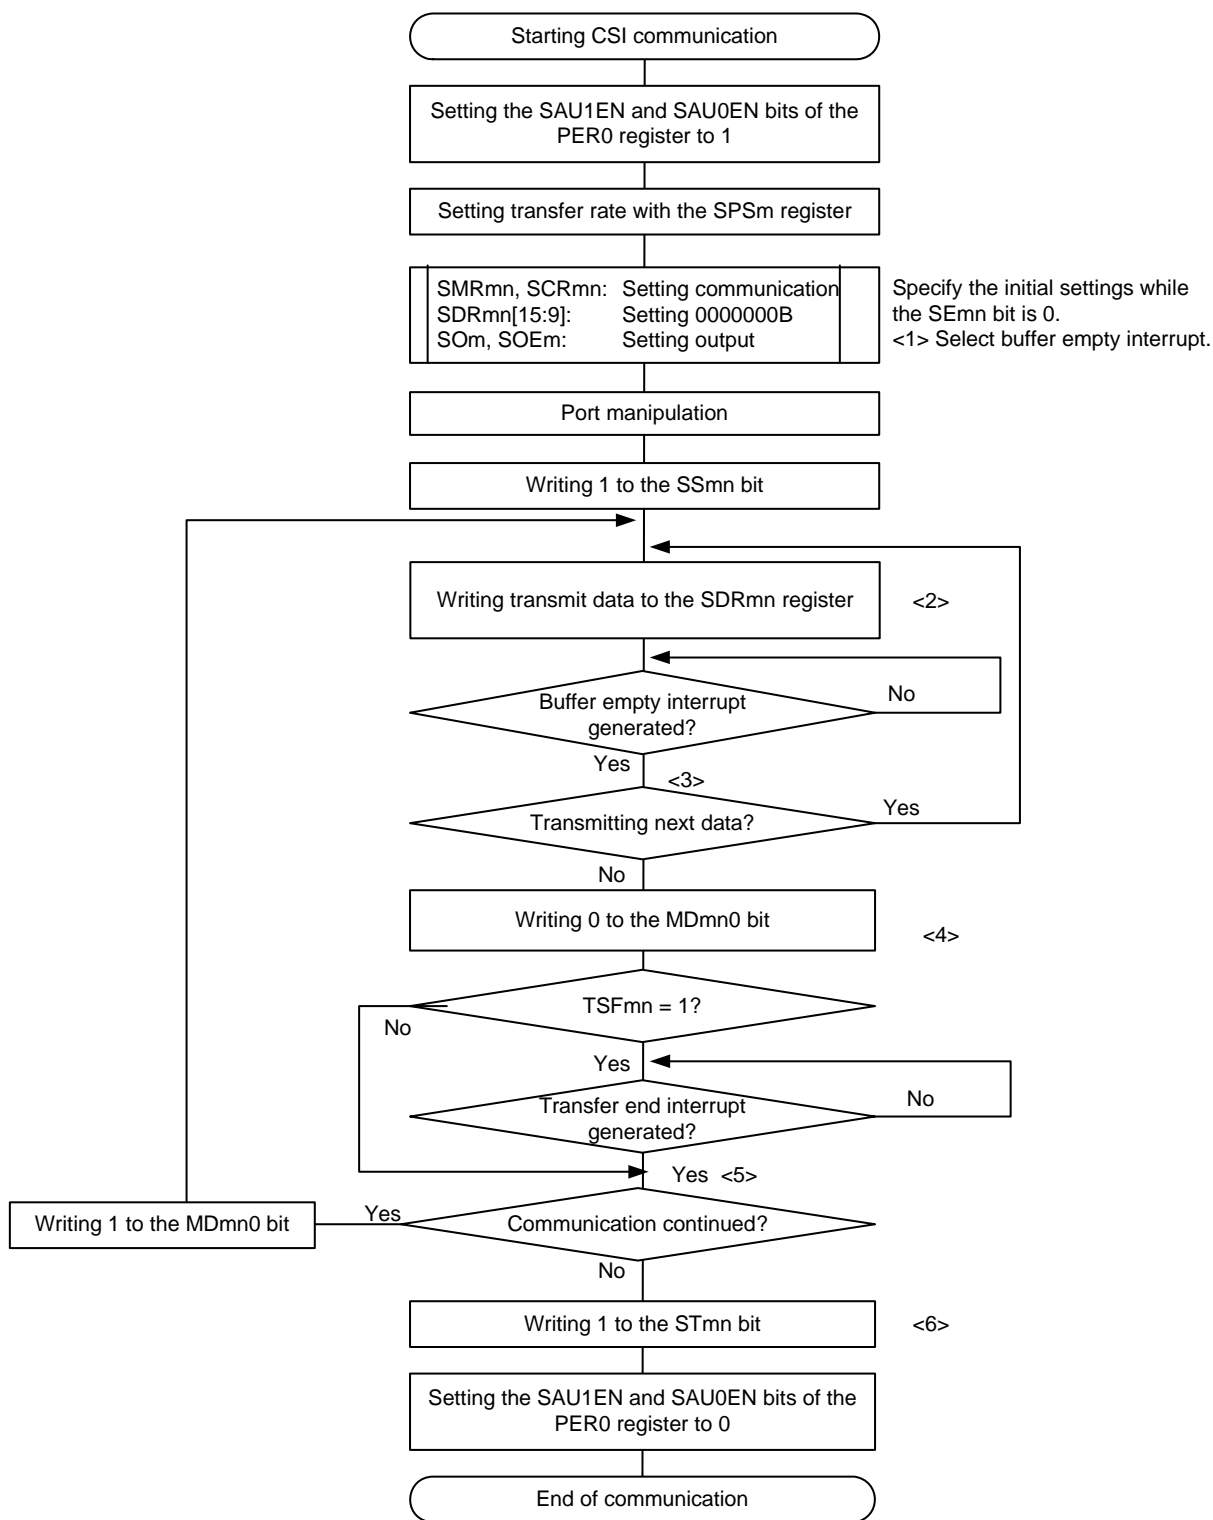 Starting CSI communication
Setting the SAU1EN and SAU0EN bits of the
PER0 register to 1
Setting transfer rate with the SPSm register
SMRmn, SCRmn: Setting communication
SDRmn[15:9]: Setting 0000000B
SOm, SOEm: Setting output
Specify the initial settings while
the SEmn bit is 0.
<1> Select buffer empty interrupt.
Port manipulation
Writing 1 to the SSmn bit
Writing transmit data to the SDRmn register
<2>
Buffer empty interrupt
generated?
No
Yes
<3>
Transmitting next data?
Yes
No
Writing 0 to the MDmn0 bit
<4>
TSFmn = 1?
No
Yes
Transfer end interrupt
generated?
No
Yes <5>
Writing 1 to the MDmn0 bit
Yes
Communication continued?
No
Writing 1 to the STmn bit
<6>
Setting the SAU1EN and SAU0EN bits of the
PER0 register to 0
End of communication